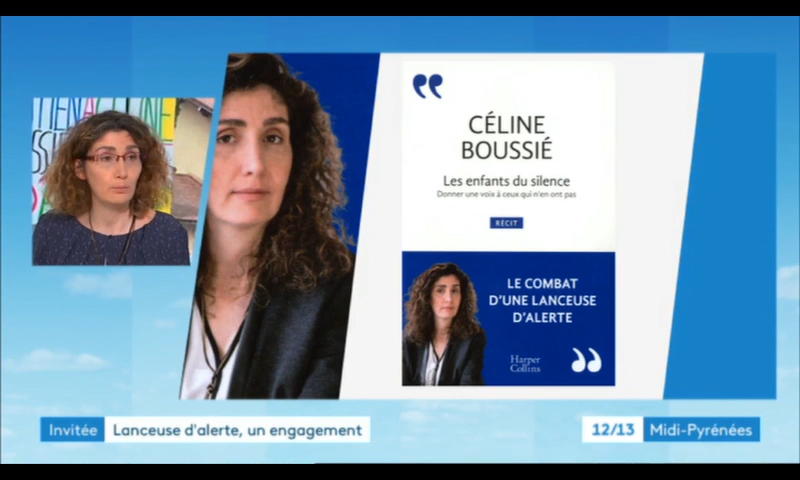 CÉLINE
BOUSSIÉ
Les enfants du silence
Donner une voix à ceux qui n'en ont pas
RÉCIT
LE COMBAT
D'UNE LANCEUSE
D'ALERTE
Harper
Collins
Invitée
Lanceuse d'alerte, un engagement
12/13
Midi-Pyrénées